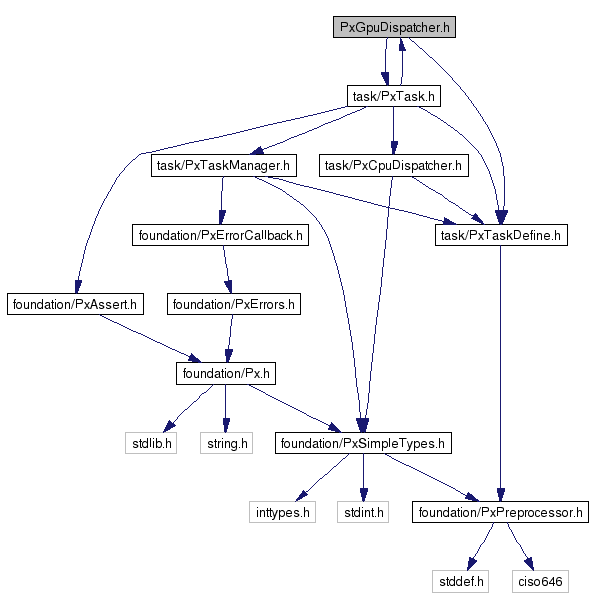 PxGpuDispatcher.h
task/PxTask.h
task/PxTaskManager.h
task/PxCpuDispatcher.h
foundation/PxErrorCallback.h
task/PxTaskDefine.h
foundation/PxAssert.h
foundation/PxErrors.h
foundation/Px.h
stdlib.h
string.h
foundation/PxSimpleTypes.h
inttypes.h
stdint.h
foundation/PxPreprocessor.h
stddef.h
ciso646